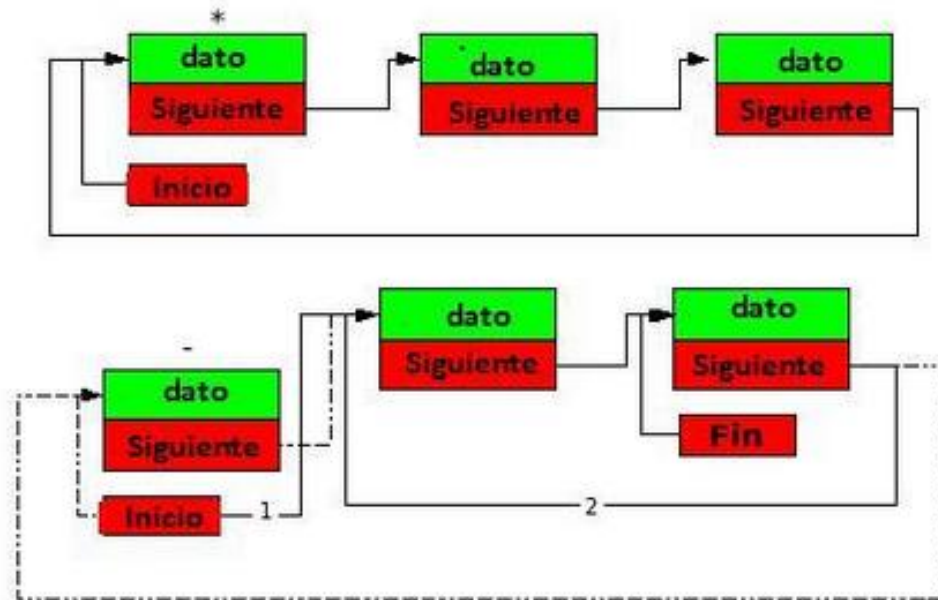 *
dato
dato
dato
Siguiente
Siguiente
Siguiente
Inicio
dato
dato
Siguiente
Siguiente
-
dato
Siguiente
Fin
Inicio
1
2